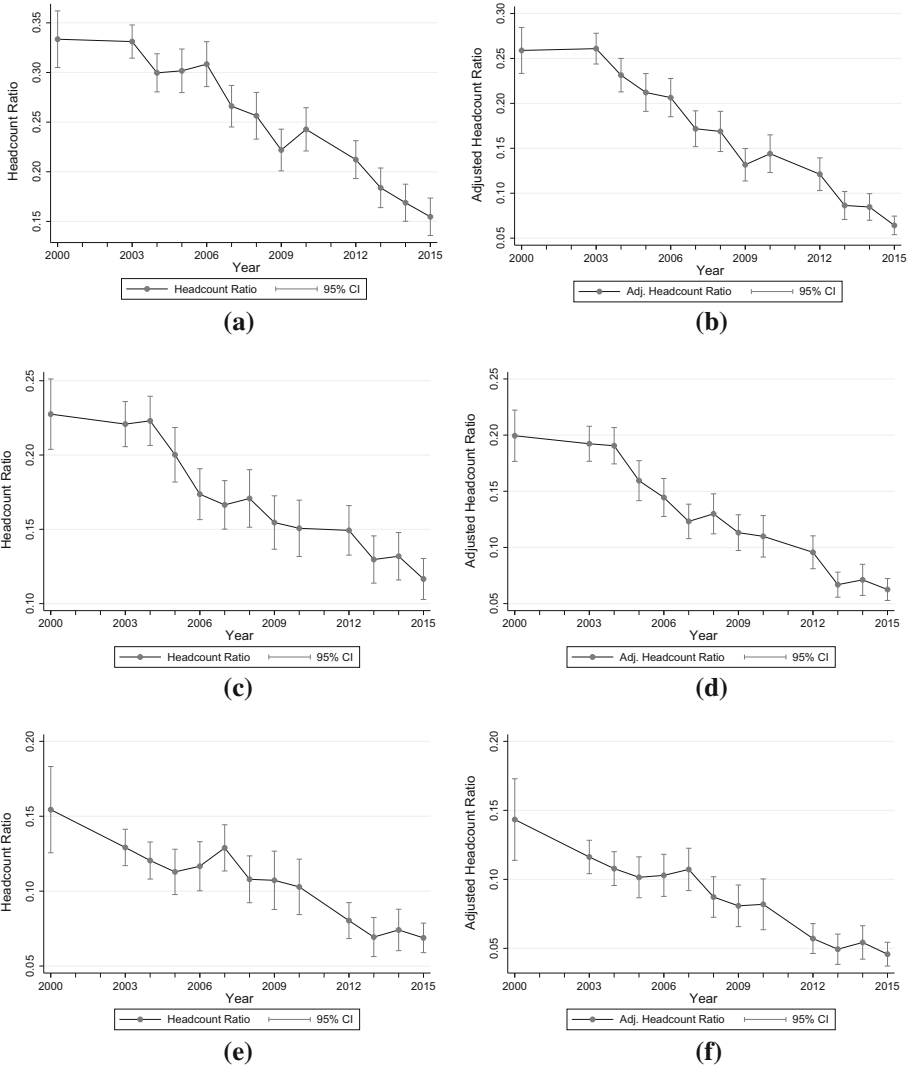 Headcount Ratio
0.35
0.30
0.25
0.20
0.15
2000 2003 2006 2009 2012 2015
Year
Headcount Ratio 95% CI
(a)
Adjusted Headcount Ratio
0.30
0.25
0.20
0.15
0.10
0.05
2000 2003 2006 2009 2012 2015
Year
Adj. Headcount Ratio 95% CI
(b)
Headcount Ratio
0.25
0.20
0.15
0.10
2000 2003 2006 2009 2012 2015
Year
Headcount Ratio 95% CI
(c)
Adjusted Headcount Ratio
0.25
0.20
0.15
0.10
0.05
2000 2003 2006 2009 2012 2015
Year
Adj. Headcount Ratio 95% CI
(d)
Headcount Ratio
0.20
0.15
0.10
0.05
2000 2003 2006 2009 2012 2015
Year
Headcount Ratio 95% CI
(e)
Adjusted Headcount Ratio
0.20
0.15
0.10
0.05
2000 2003 2006 2009 2012 2015
Year
Adj. Headcount Ratio 95% CI
(f)